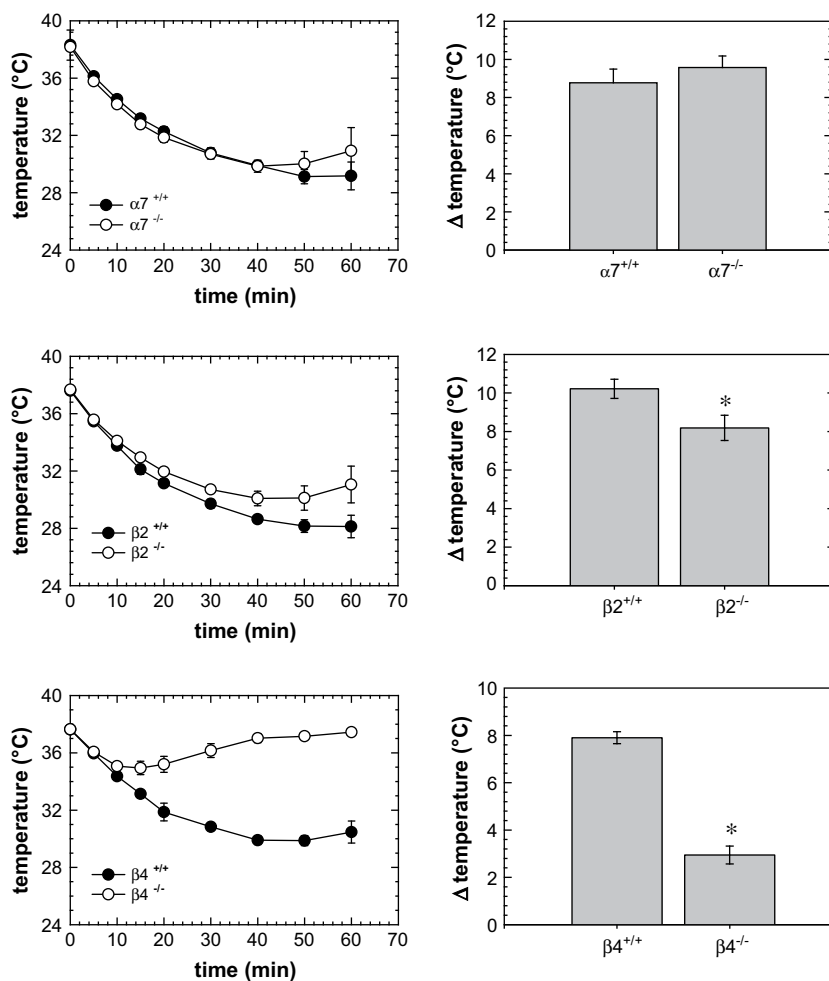 40
36
32
28
24
temperature (°C)
α7 +/+
α7 -/-
0 10 20 30 40 50 60 70
time (min)
12
10
8
6
4
2
0
Δ temperature (°C)
α7+/+ α7-/-
40
36
32
28
24
temperature (°C)
β2 +/+
β2 -/-
0 10 20 30 40 50 60 70
time (min)
12
10
8
6
4
2
0
Δ temperature (°C)
*
β2+/+ β2-/-
40
36
32
28
24
temperature (°C)
β4 +/+
β4 -/-
0 10 20 30 40 50 60 70
time (min)
10
8
6
4
2
0
Δ temperature (°C)
*
β4+/+ β4-/-